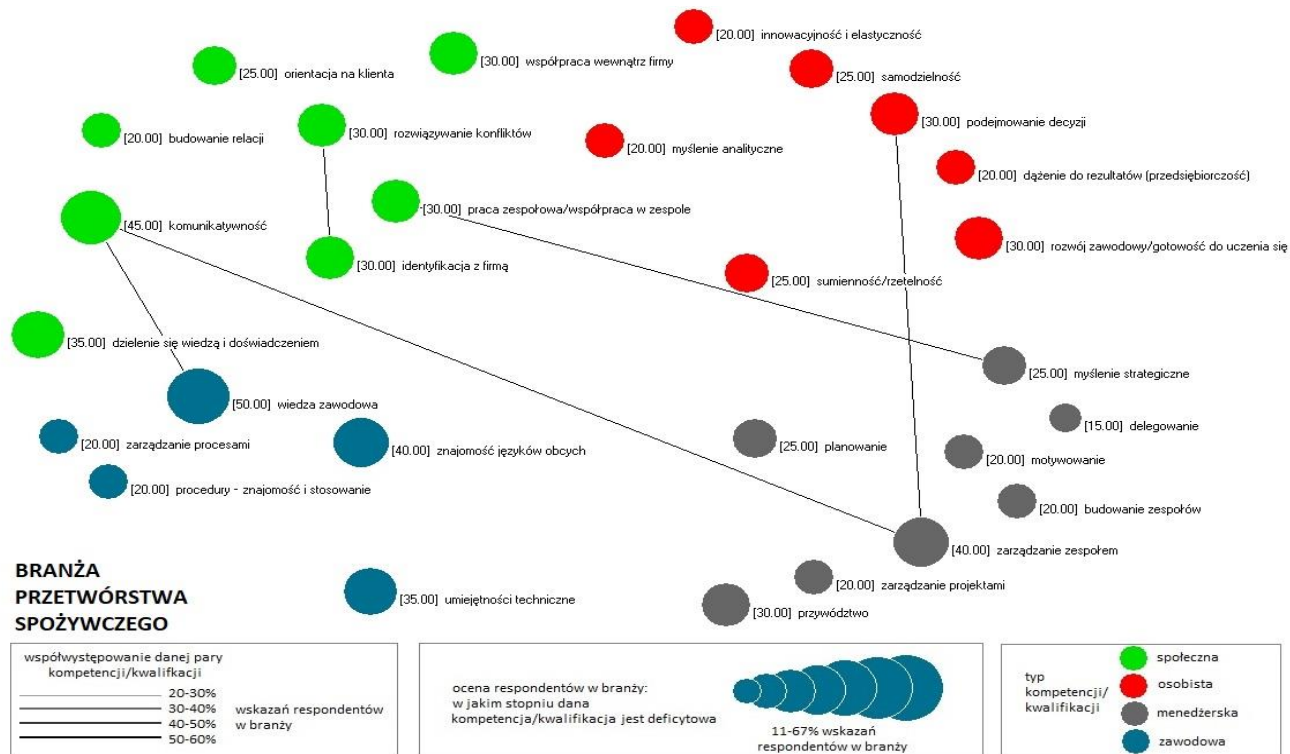 [20.00] innowacyjność i elastyczność
[30.00] współpraca wewnątrz firmy
[25.00] orientacja na klienta
[25.00] samodzielność
[30.00] podejmowanie decyzji
[30.00] rozwiązywanie konfliktów
[20.00] budowanie relacji
[20.00] myślenie analityczne
[20.00] dążenie do rezultatów (przedsiębiorczość)
[30.00] praca zespołowa/współpraca w zespole
[45.00] komunikatywność
[30.00] rozwój zawodowy/gotowość do uczenia się
[30.00] identyfikacja z firmą
[25.00] sumienność/rzetelność
[35.00] dzielenie się wiedzą i doświadczeniem
[25.00] myślenie strategiczne
[50.00] wiedza zawodowa
[15.00] delegowanie
[20.00] zarządzanie procesami
[40.00] znajomość języków obcych
[25.00] planowanie
[20.00] motywowanie
[20.00] procedury - znajomość i stosowanie
[20.00] budowanie zespołów
[40.00] zarządzanie zespołem
[20.00] zarządzanie projektami
[35.00] umiejętności techniczne
[30.00] przywództwo
BRANŻA
PRZETWÓRSTWA
SPOŻYWCZEGO
współwystępowanie danej pary
kompetencji/kwalifkacji
20-30%
30-40%
40-50%
50-60%
wskazań respondentów
w branży
ocena respondentów w branży:
w jakim stopniu dana
kompetencja/kwalifikacja jest deficytowa
11-67% wskazań
respondentów w branży
typ
kompetencji/
kwalifikacji
społeczna
osobista
menedżerska
zawodowa